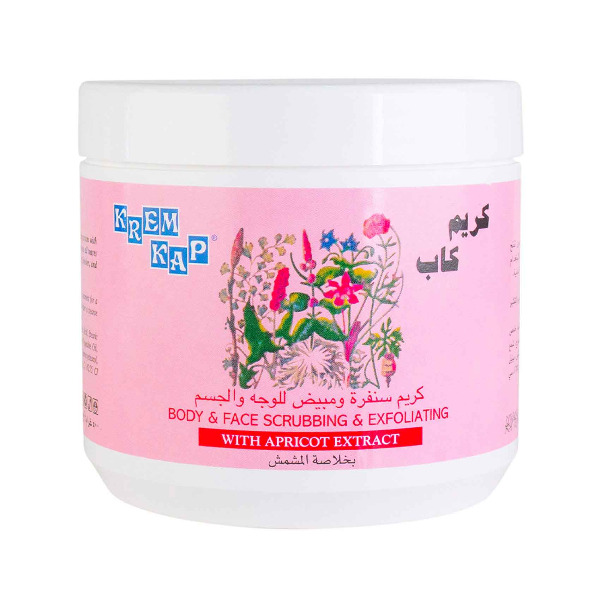 KREM
KAP®
كريم
كاب
كريم سنفرة ومبيض للوجه والجسم
BODY & FACE SCRUBBING & EXFOLIATING
WITH APRICOT EXTRACT
بخلاصة المشمش